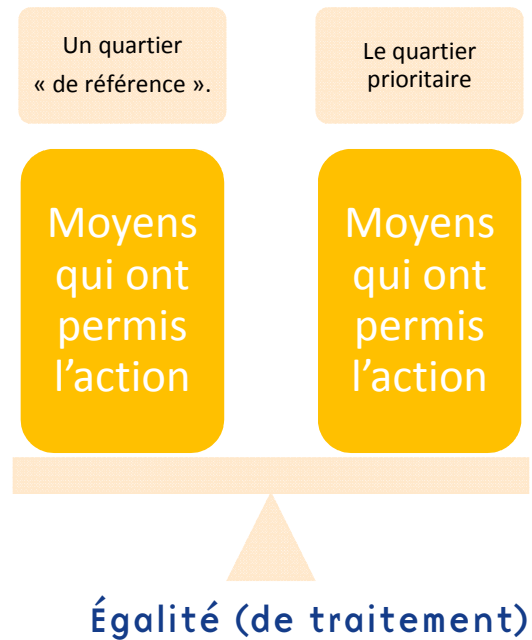 Un quartier
« de référence ».
Le quartier
prioritaire
Moyens
qui ont
permis
l’action
Moyens
qui ont
permis
l’action
Égalité (de traitement)